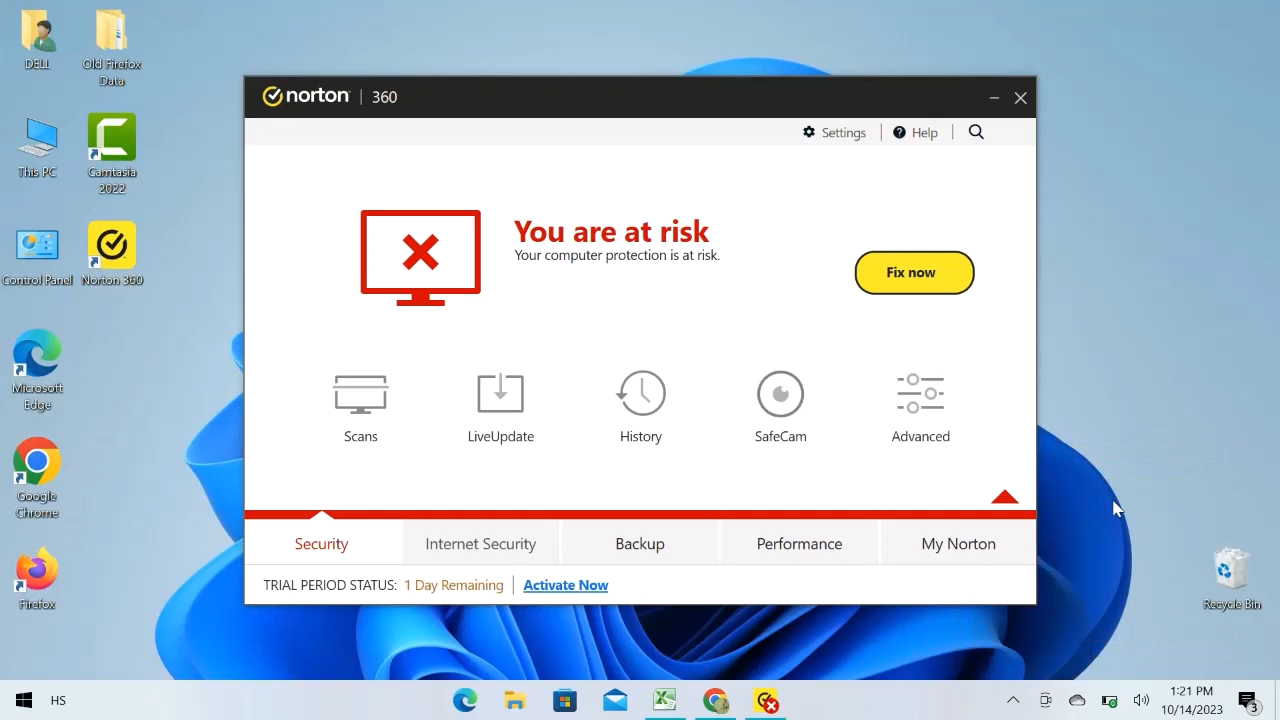 DELL
Old Firefox
Data
This PC
Camtasia
2022
Control Panel
Norton 360
Microsoft
Edge
Google
Chrome
Firefox
norton | 360
Settings
Help
You are at risk
Your computer protection is at risk.
Fix now
Scans
LiveUpdate
History
SafeCam
Advanced
Security
Internet Security
Backup
Performance
My Norton
TRIAL PERIOD STATUS: 1 Day Remaining | Activate Now
Recycle Bin
HS
1:21 PM
10/14/2023
3